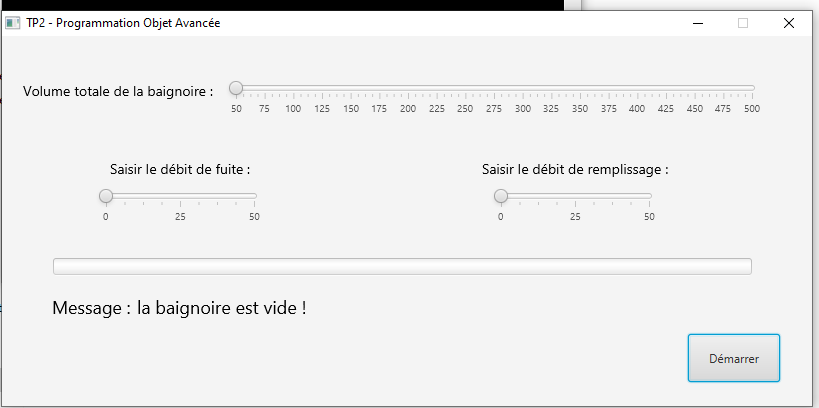 TP2 - Programmation Objet Avancée
Volume totale de la baignoire :
50 75 100 125 150 175 200 225 250 275 300 325 350 375 400 425 450 475 500
Saisir le débit de fuite :
0 25 50
Saisir le débit de remplissage :
0 25 50
Message : la baignoire est vide !
Démarrer